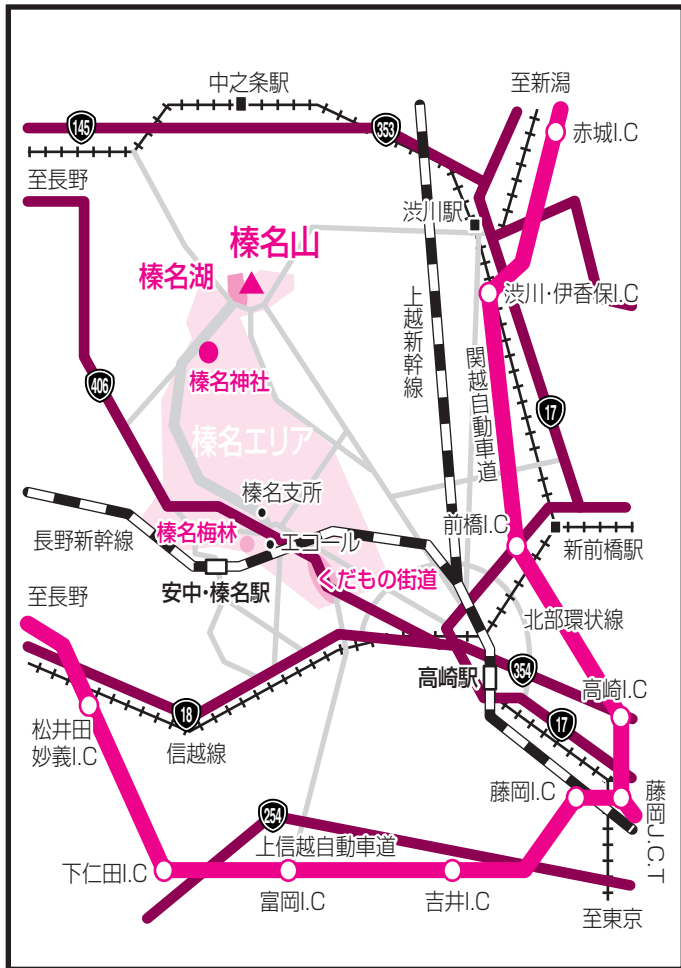 中之条駅
至新潟
145
353
赤城I.C
至長野
渋川駅
榛名山
榛名湖
渋川・伊香保I.C
上越新幹線
関越自動車道
榛名神社
406
17
榛名エリア
榛名支所
前橋I.C
長野新幹線
榛名梅林
エコール
新前橋駅
安中・榛名駅
くだもの街道
至長野
北部環状線
高崎駅
354
高崎I.C
18
17
松井田
妙義I.C
信越線
藤岡I.C
藤岡J.C.T
254
上信越自動車道
下仁田I.C
富岡I.C
吉井I.C
至東京